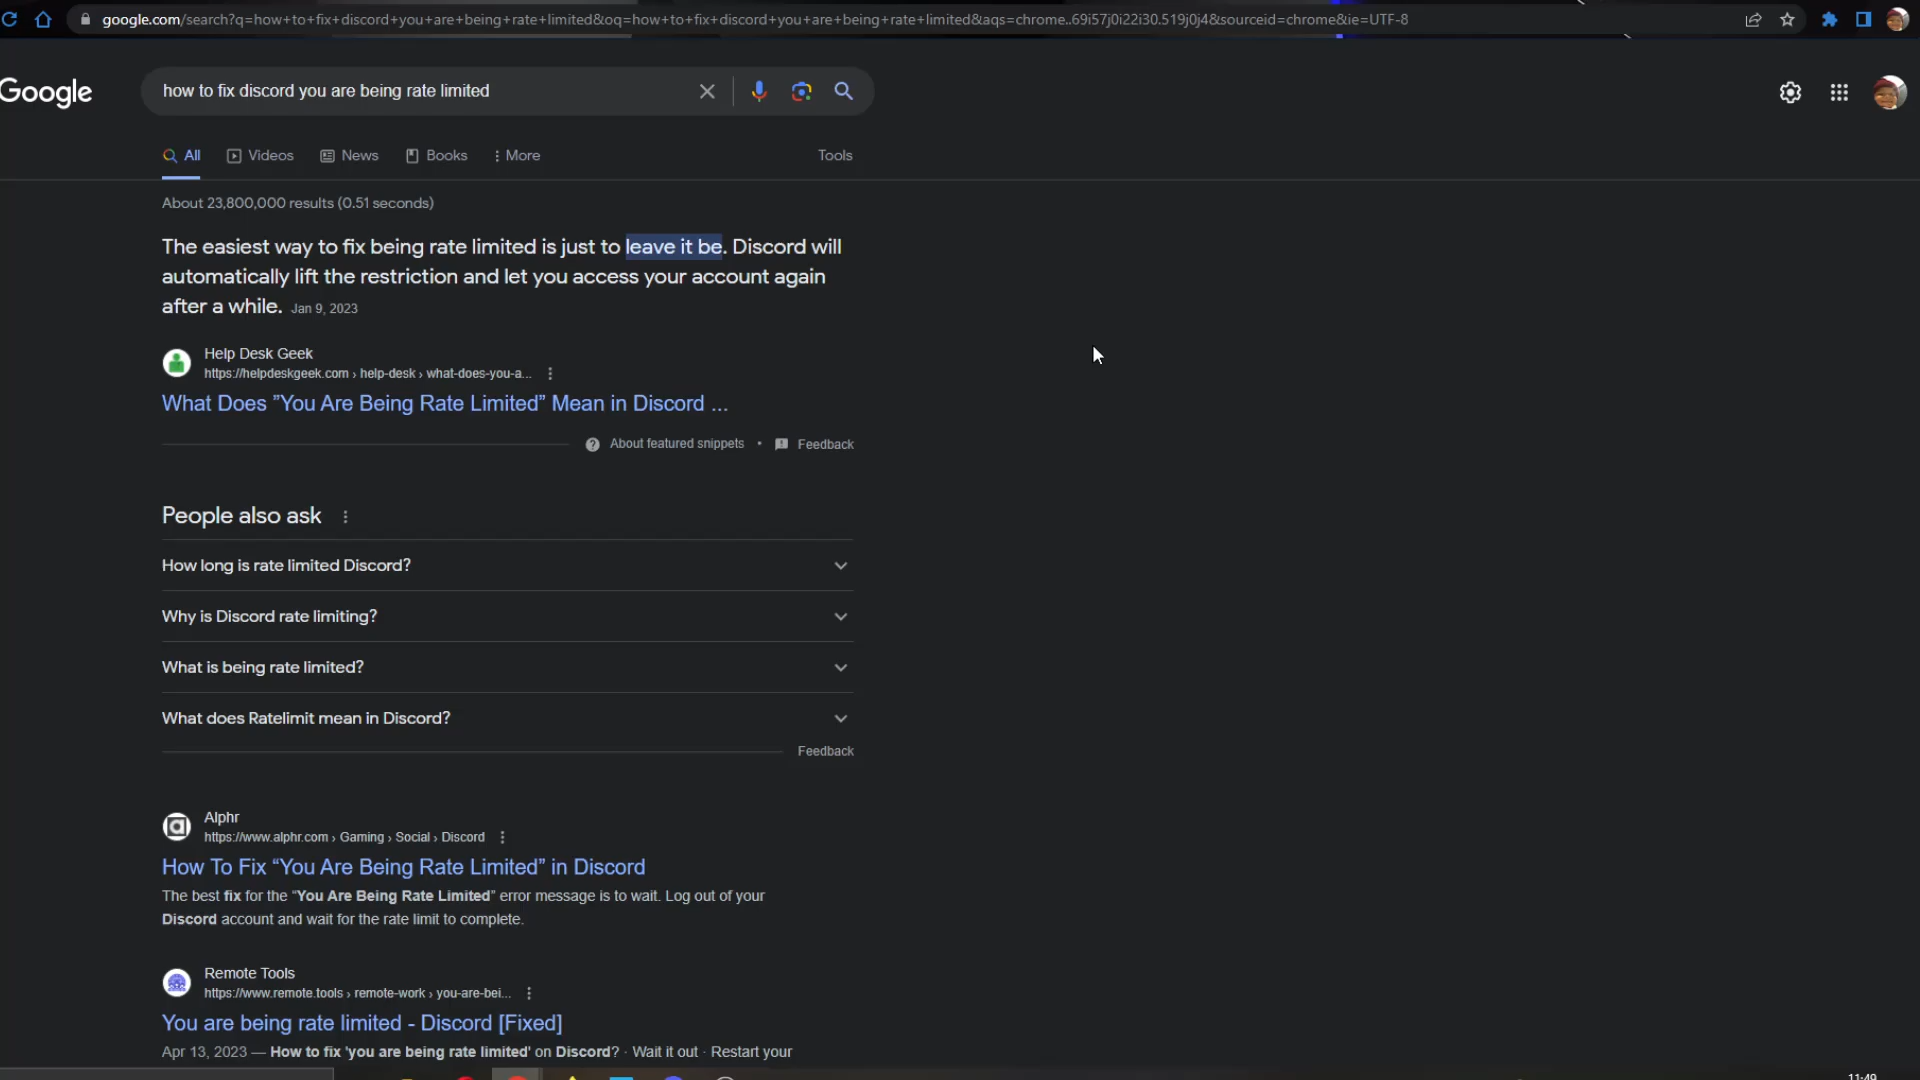 google.com/search?q=how+to+fix+discord+you+are+being+rate+limited&oq=how+to+fix+discord+you+are+being+rate+limited&aqs=chrome..69i57j0i22i30.519j0j4&sourceid=chrome&ie=UTF-8
Google
how to fix discord you are being rate limited
All
Videos
News
Books
More
Tools
About 23,800,000 results (0.51 seconds)
The easiest way to fix being rate limited is just to leave it be. Discord will
automatically lift the restriction and let you access your account again
after a while. Jan 9, 2023
Help Desk Geek
https://helpdeskgeek.com › help-desk › what-does-you-a...
What Does ”You Are Being Rate Limited” Mean in Discord ...
About featured snippets • Feedback
People also ask
How long is rate limited Discord?
Why is Discord rate limiting?
What is being rate limited?
What does Ratelimit mean in Discord?
Feedback
Alphr
https://www.alphr.com › Gaming › Social › Discord
How To Fix “You Are Being Rate Limited” in Discord
The best fix for the “You Are Being Rate Limited” error message is to wait. Log out of your
Discord account and wait for the rate limit to complete.
Remote Tools
https://www.remote.tools › remote-work › you-are-bei...
You are being rate limited - Discord [Fixed]
Apr 13, 2023 — How to fix 'you are being rate limited' on Discord? · Wait it out · Restart your
11:49